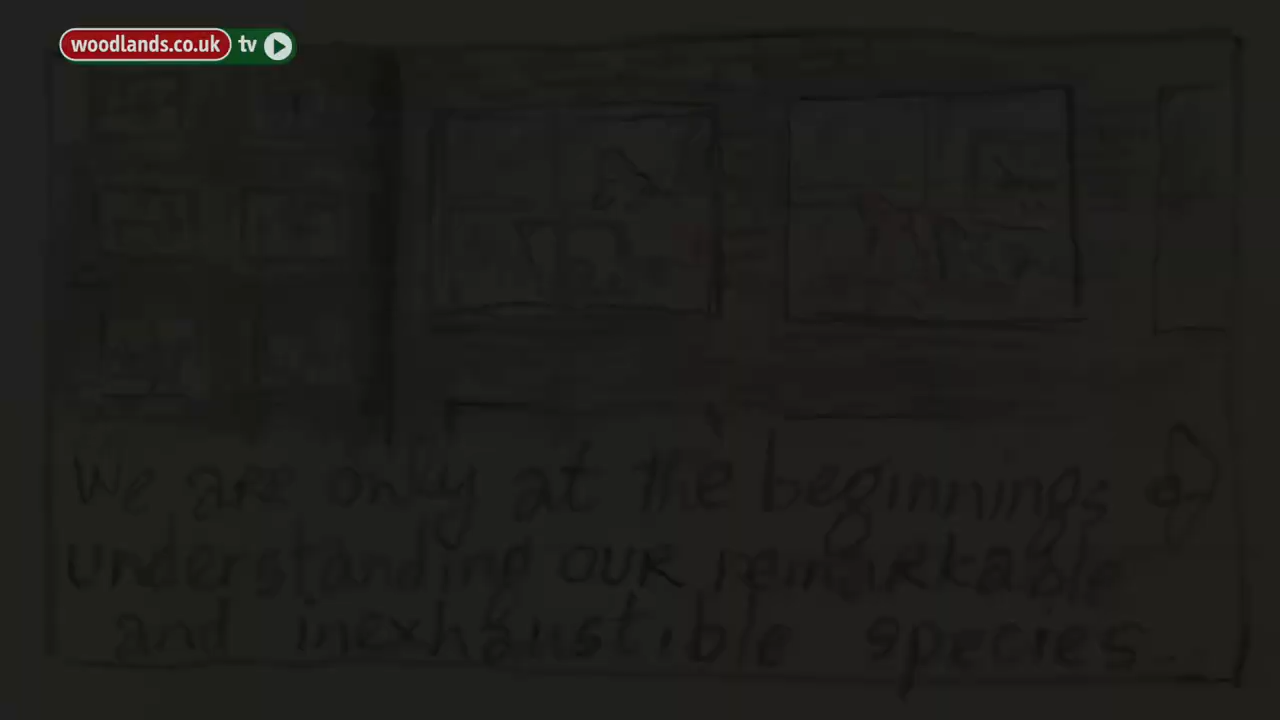 woodlands.co.uk tv
We are only at the beginnings of
understanding our remarkable
and inexhaustible species.